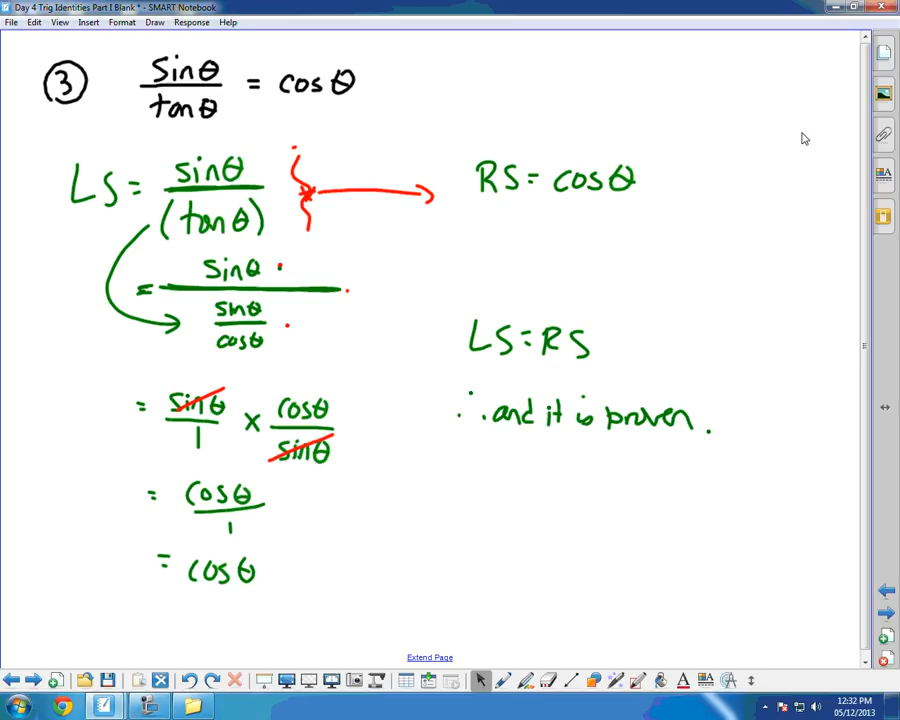 Day 4 Trig Identities Part I Blank * - SMART Notebook
File Edit View Insert Format Draw Response Help
③ sinθ/tanθ = cosθ
LS = sinθ/(tanθ)
RS = cosθ
= sinθ/(sinθ/cosθ)
LS = RS
= sinθ/1 × cosθ/sinθ
∴ and it is proven.
= cosθ/1
= cosθ
Extend Page
12:32 PM
05/12/2013